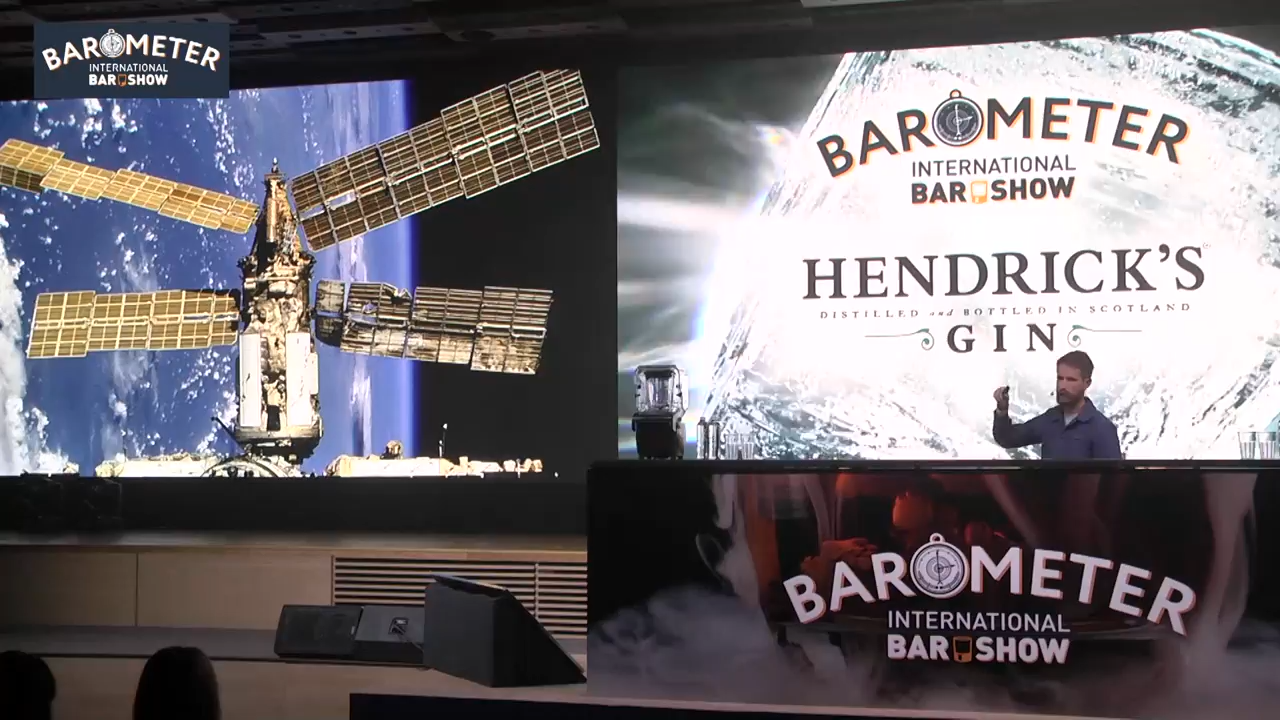 BAROMETER
INTERNATIONAL
BAR SHOW
BAROMETER
INTERNATIONAL
BAR SHOW
HENDRICK'S
DISTILLED and BOTTLED IN SCOTLAND
GIN
BAROMETER
INTERNATIONAL
BAR SHOW